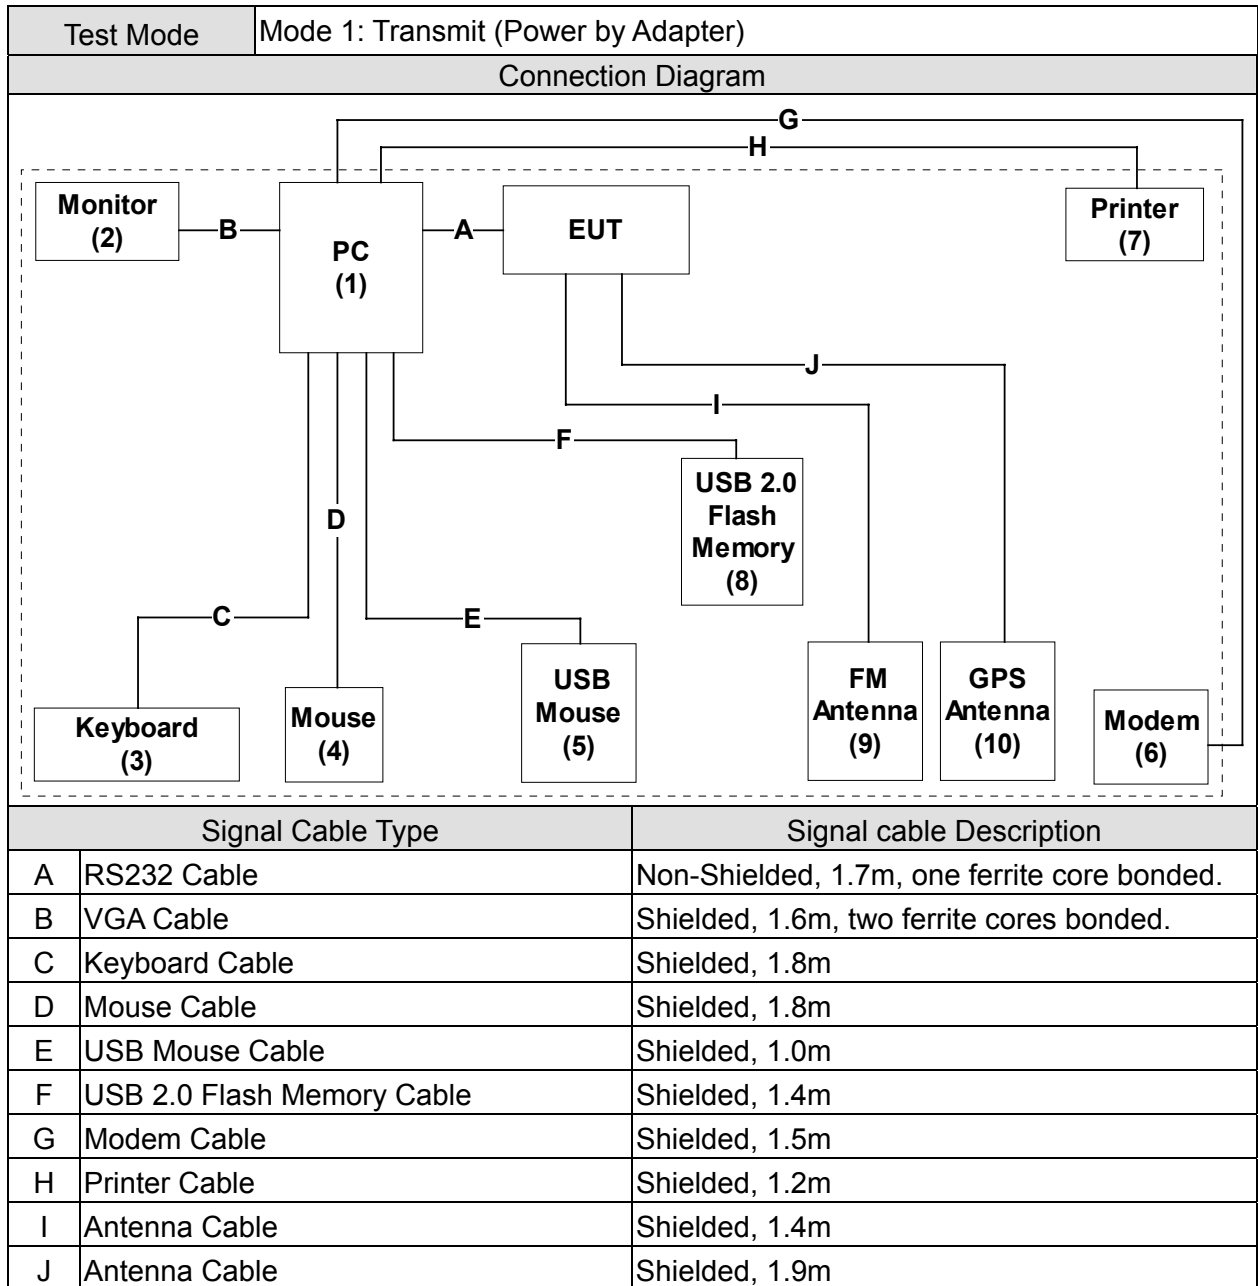 Test Mode Mode 1: Transmit (Power by Adapter)
Connection Diagram
G
H
Monitor
(2)
B
PC
(1)
A
EUT
Printer
(7)
J
I
F
USB 2.0
Flash
Memory
(8)
D
C
E
Keyboard
(3)
Mouse
(4)
USB
Mouse
(5)
FM
Antenna
(9)
GPS
Antenna
(10)
Modem
(6)
Signal Cable Type Signal cable Description
A RS232 Cable Non-Shielded, 1.7m, one ferrite core bonded.
B VGA Cable Shielded, 1.6m, two ferrite cores bonded.
C Keyboard Cable Shielded, 1.8m
D Mouse Cable Shielded, 1.8m
E USB Mouse Cable Shielded, 1.0m
F USB 2.0 Flash Memory Cable Shielded, 1.4m
G Modem Cable Shielded, 1.5m
H Printer Cable Shielded, 1.2m
I Antenna Cable Shielded, 1.4m
J Antenna Cable Shielded, 1.9m